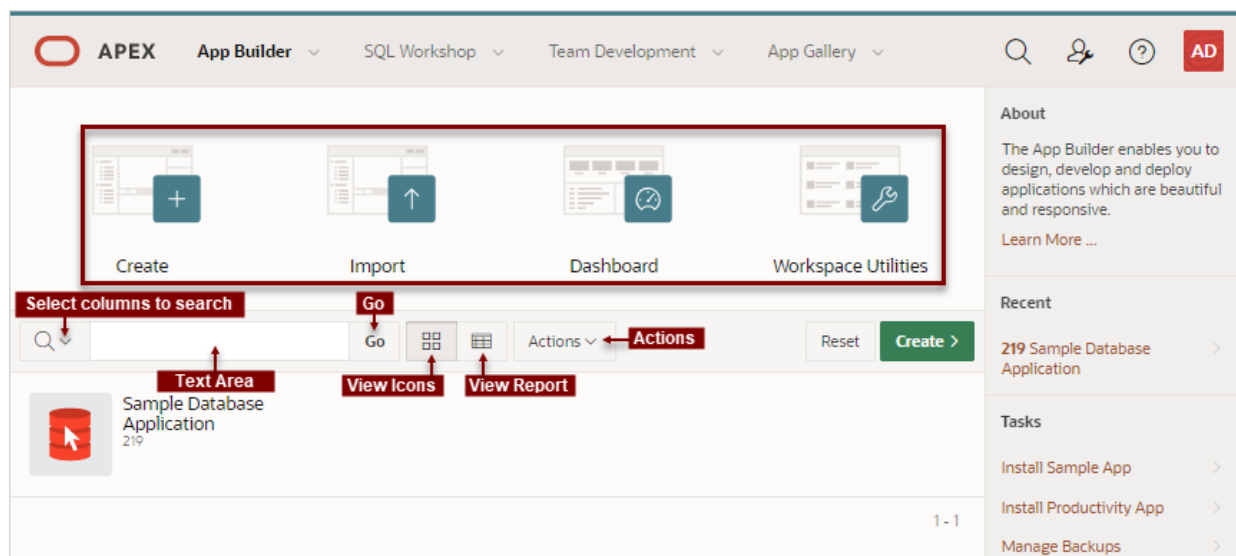 APEX App Builder SQL Workshop Team Development App Gallery AD
Create Import Dashboard Workspace Utilities
Select columns to search Go
Go Actions Actions Reset Create >
Text Area View Icons View Report
Sample Database
Application
219
1 - 1
About
The App Builder enables you to
design, develop and deploy
applications which are beautiful
and responsive.
Learn More ...
Recent
219 Sample Database
Application
Tasks
Install Sample App
Install Productivity App
Manage Backups